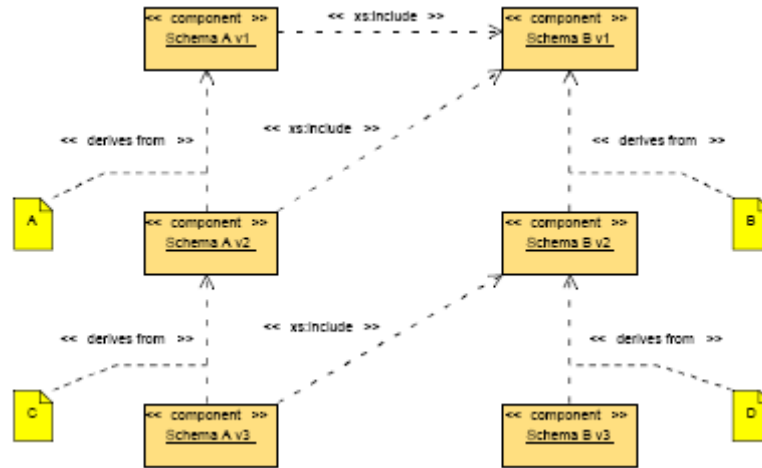 << component >>
Schema A v1
<< xs:include >>
<< component >>
Schema B v1
<< xs:include >>
<< derives from >>
<< derives from >>
A
<< component >>
Schema A v2
<< component >>
Schema B v2
B
<< xs:include >>
<< derives from >>
<< derives from >>
C
<< component >>
Schema A v3
<< component >>
Schema B v3
D